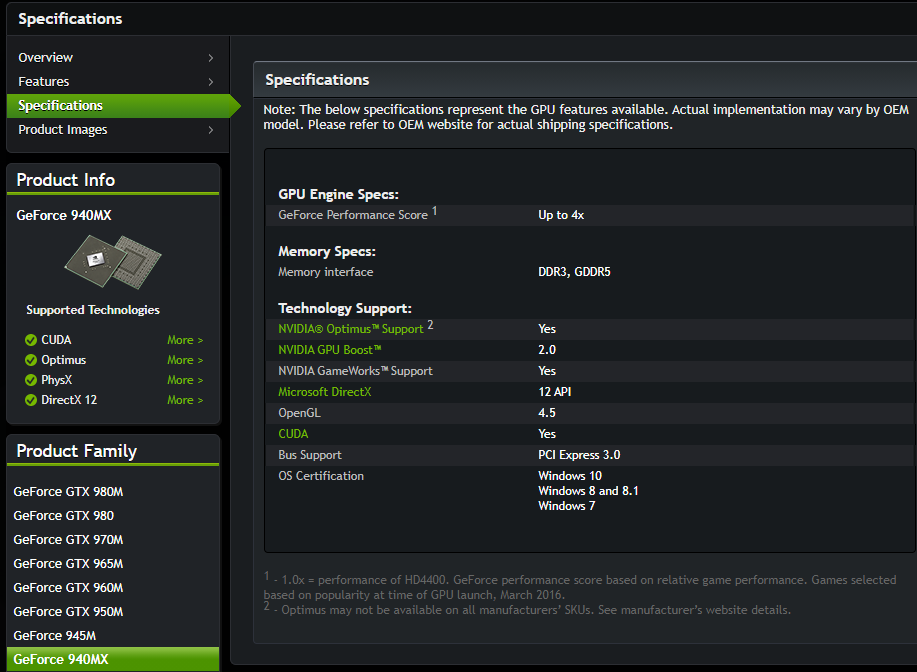 Specifications
Overview
Features
Specifications
Product Images
Product Info
GeForce 940MX
Supported Technologies
CUDA More >
Optimus More >
PhysX More >
DirectX 12 More >
Product Family
GeForce GTX 980M
GeForce GTX 980
GeForce GTX 970M
GeForce GTX 965M
GeForce GTX 960M
GeForce GTX 950M
GeForce 945M
GeForce 940MX
Specifications
Note: The below specifications represent the GPU features available. Actual implementation may vary by OEM
model. Please refer to OEM website for actual shipping specifications.
GPU Engine Specs:
GeForce Performance Score 1 Up to 4x
Memory Specs:
Memory interface DDR3, GDDR5
Technology Support:
NVIDIA® Optimus™ Support 2 Yes
NVIDIA GPU Boost™ 2.0
NVIDIA GameWorks™ Support Yes
Microsoft DirectX 12 API
OpenGL 4.5
CUDA Yes
Bus Support PCI Express 3.0
OS Certification Windows 10
Windows 8 and 8.1
Windows 7
1 - 1.0x = performance of HD4400. GeForce performance score based on relative game performance. Games selected
based on popularity at time of GPU launch, March 2016.
2 - Optimus may not be available on all manufacturers’ SKUs. See manufacturer’s website details.